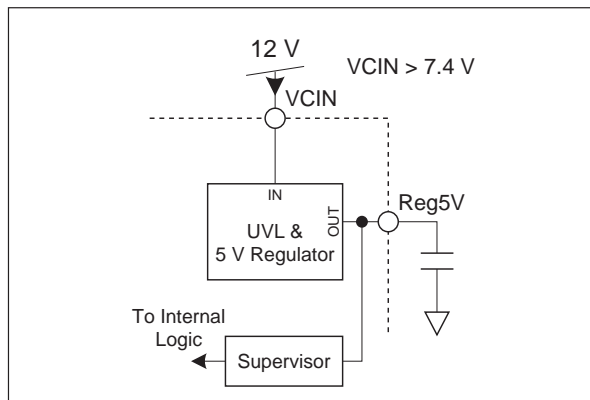 12 V
VCIN > 7.4 V
VCIN
IN
UVL &
5 V Regulator
OUT
Reg5V
To Internal
Logic
Supervisor